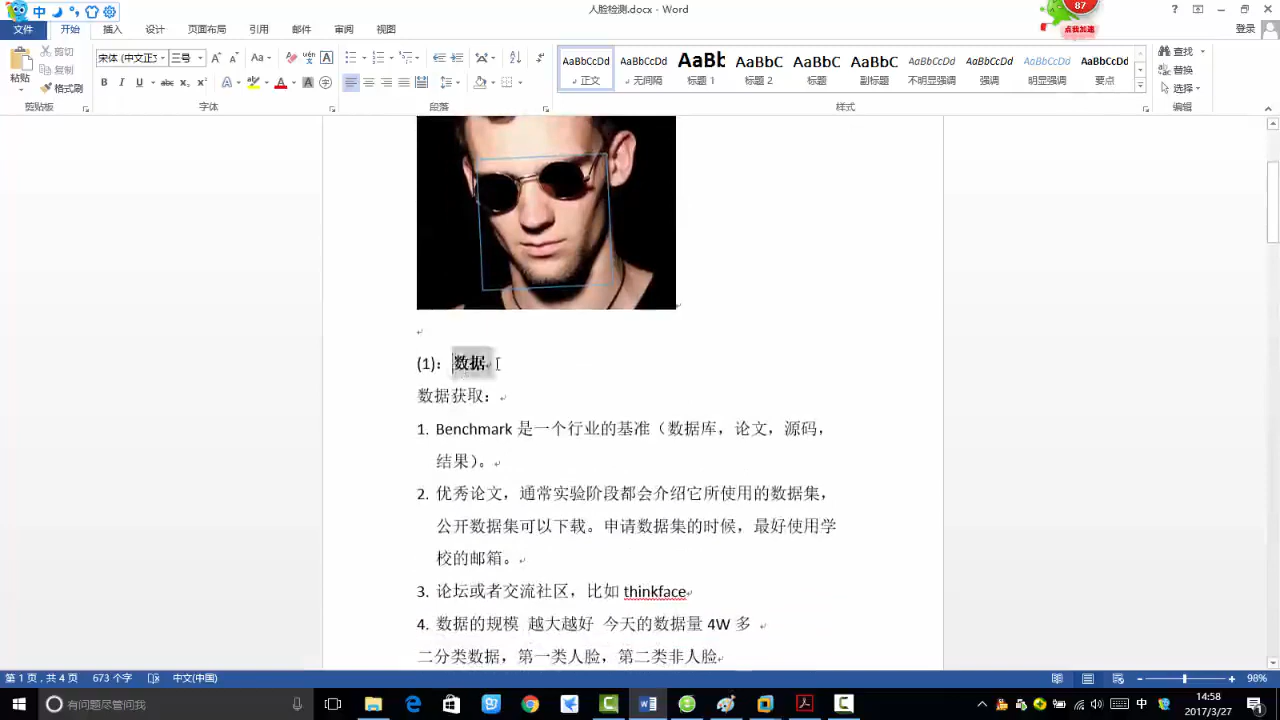 中
人脸检测.docx - Word
87
点我加速
登录
文件 开始 插入 设计 页面布局 引用 邮件 审阅 视图
粘贴 剪切 复制 格式刷
宋体 (中文正文 三号
AaBbCcDd AaBbCcDd AaBb AaBbC AaBbC AaBbC AaBbCcDd AaBbCcDd AaBbCcDd AaBbCcDd
正文 无间隔 标题 1 标题 2 标题 副标题 不明显强调 强调 明显强调 要点
查找 替换 选择
剪贴板 字体 段落 样式 编辑
(1)：数据
数据获取：
1. Benchmark 是一个行业的基准（数据库，论文，源码，
结果）。
2. 优秀论文，通常实验阶段都会介绍它所使用的数据集，
公开数据集可以下载。申请数据集的时候，最好使用学
校的邮箱。
3. 论坛或者交流社区，比如 thinkface
4. 数据的规模 越大越好 今天的数据量 4W 多
二分类数据，第一类人脸，第二类非人脸
第 1 页，共 4 页 673 个字 中文(中国) 98%
有问题尽管问我
中
14:58
2017/3/27